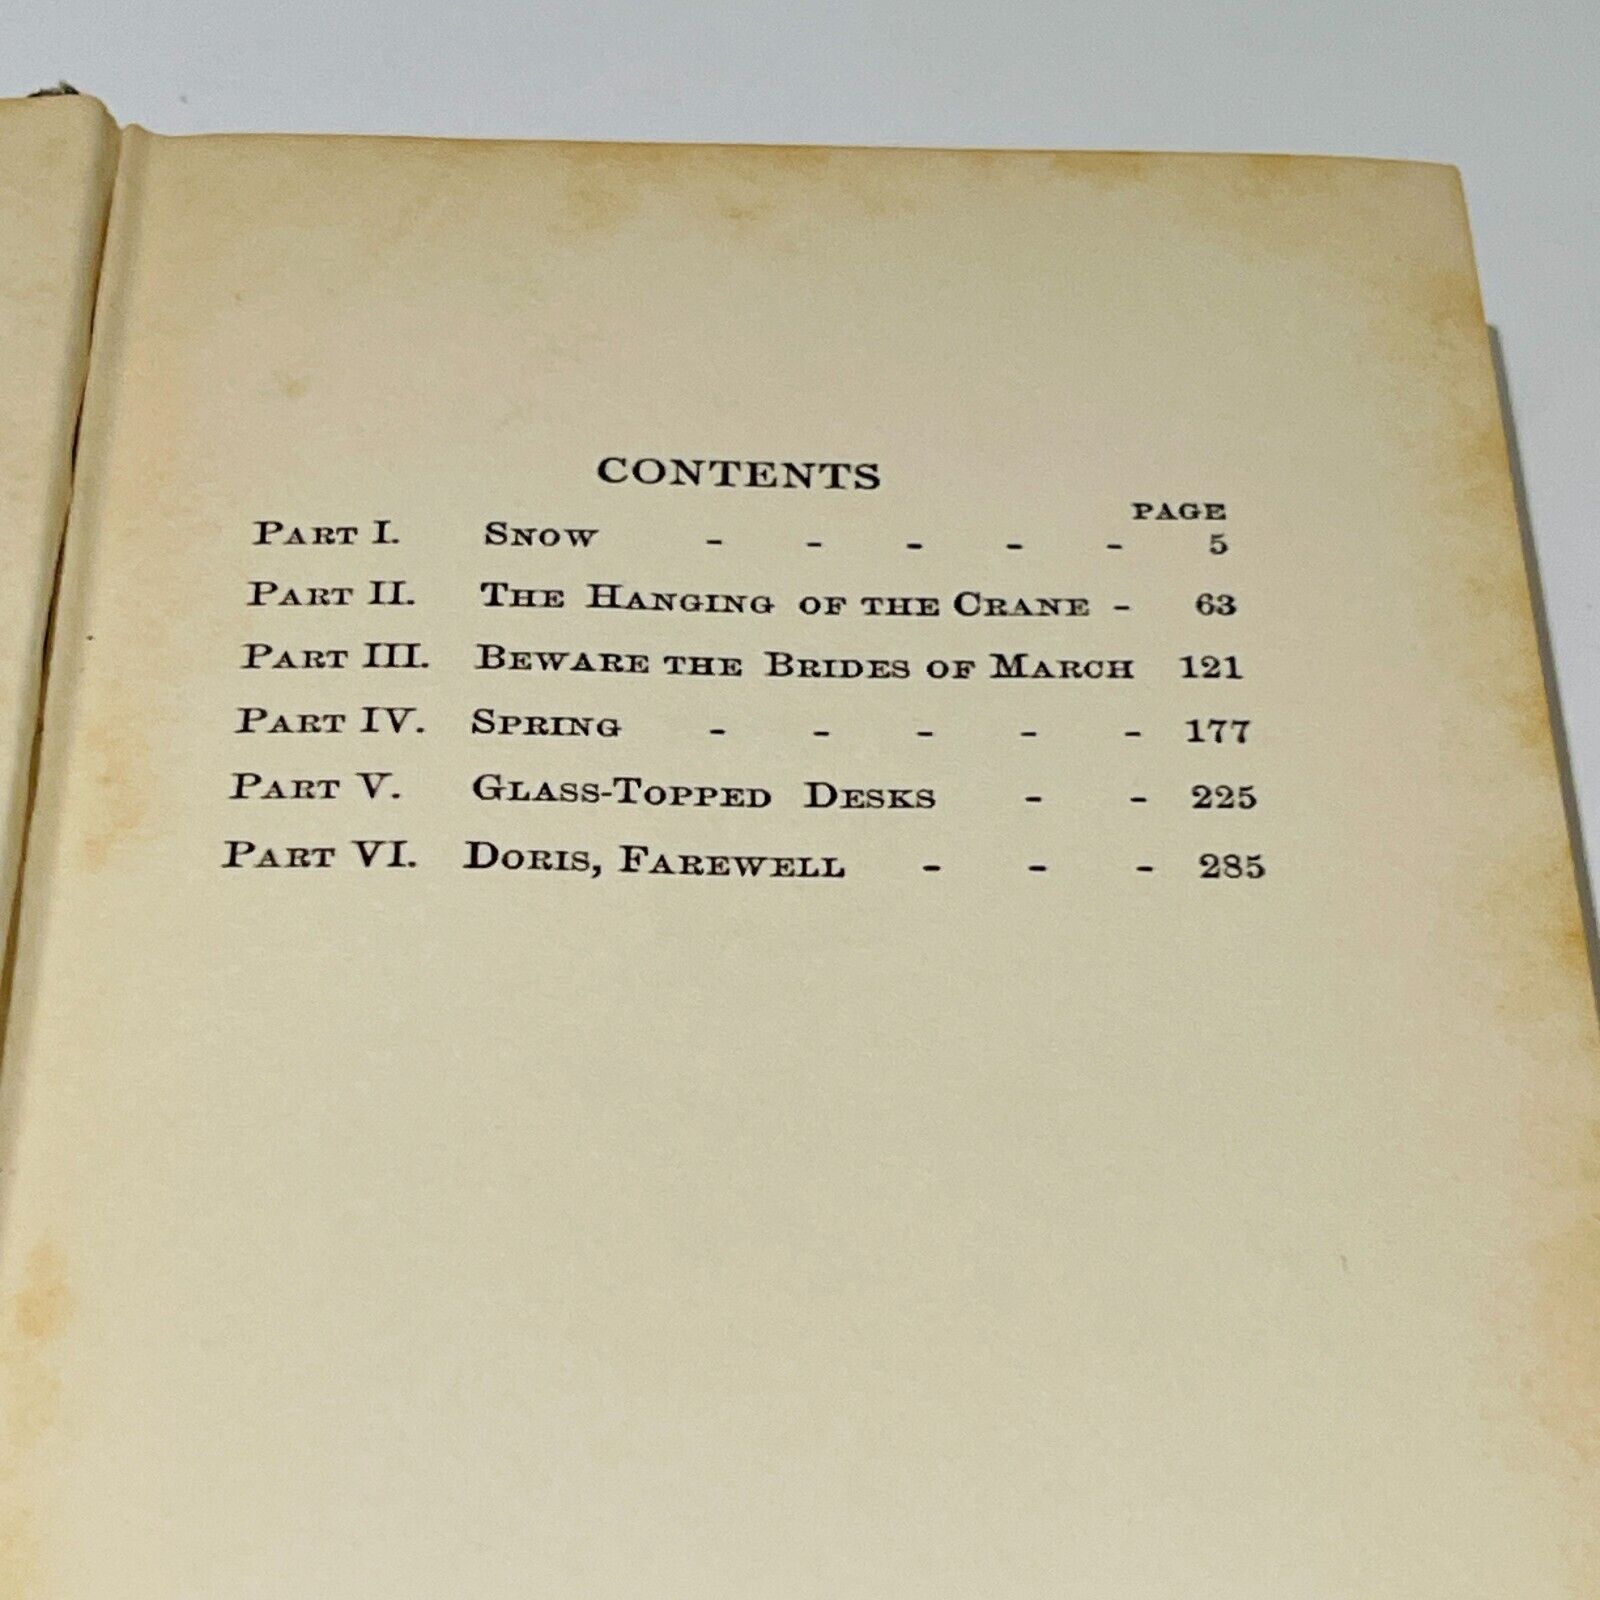 CONTENTS
PAGE
PART I. SNOW - - - - - 5
PART II. THE HANGING OF THE CRANE - 63
PART III. BEWARE THE BRIDES OF MARCH 121
PART IV. SPRING - - - - - 177
PART V. GLASS-TOPPED DESKS - - 225
PART VI. DORIS, FAREWELL - - - 285